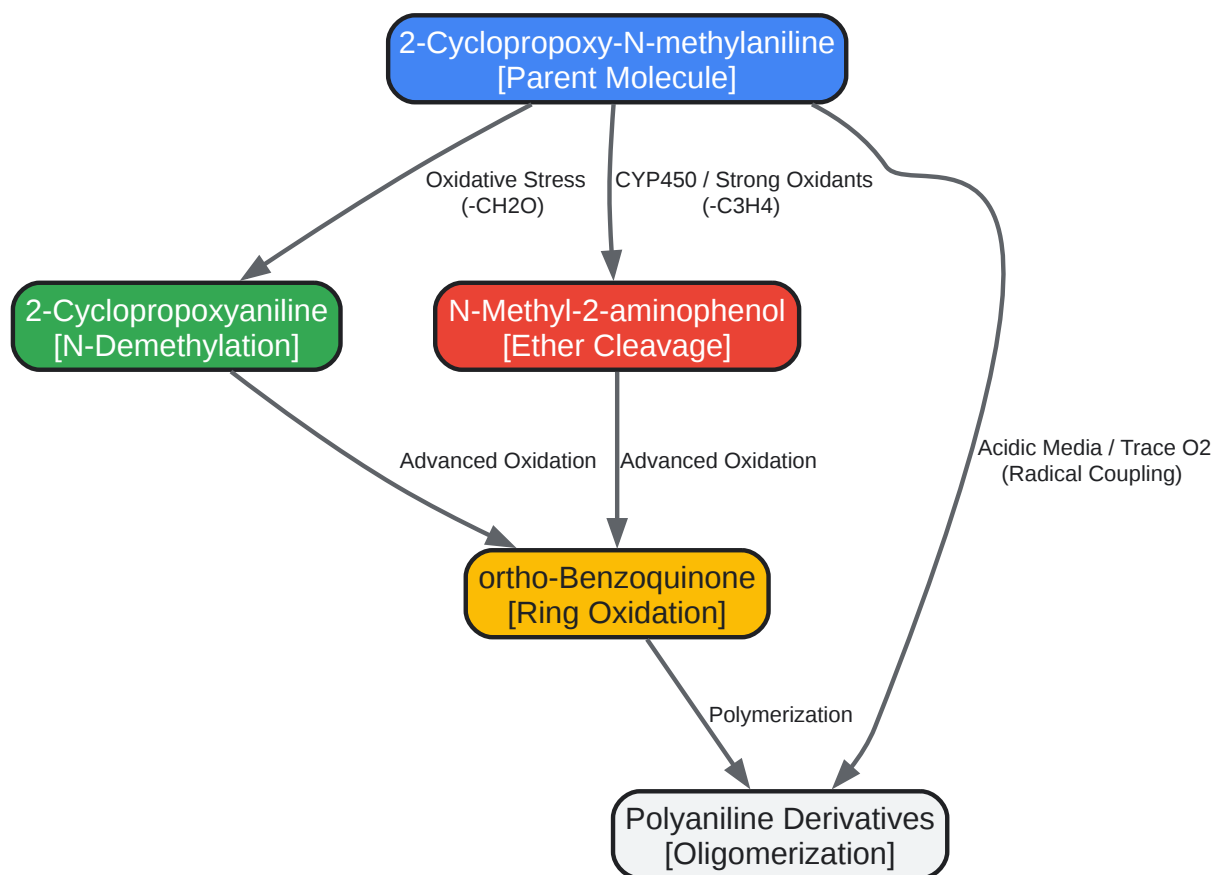 2-Cyclopropoxy-N-methylaniline
[Parent Molecule]
Oxidative Stress
(-CH2O)
CYP450 / Strong Oxidants
(-C3H4)
2-Cyclopropoxyaniline
[N-Demethylation]
N-Methyl-2-aminophenol
[Ether Cleavage]
Advanced Oxidation
Advanced Oxidation
Acidic Media / Trace O2
(Radical Coupling)
ortho-Benzoquinone
[Ring Oxidation]
Polymerization
Polyaniline Derivatives
[Oligomerization]